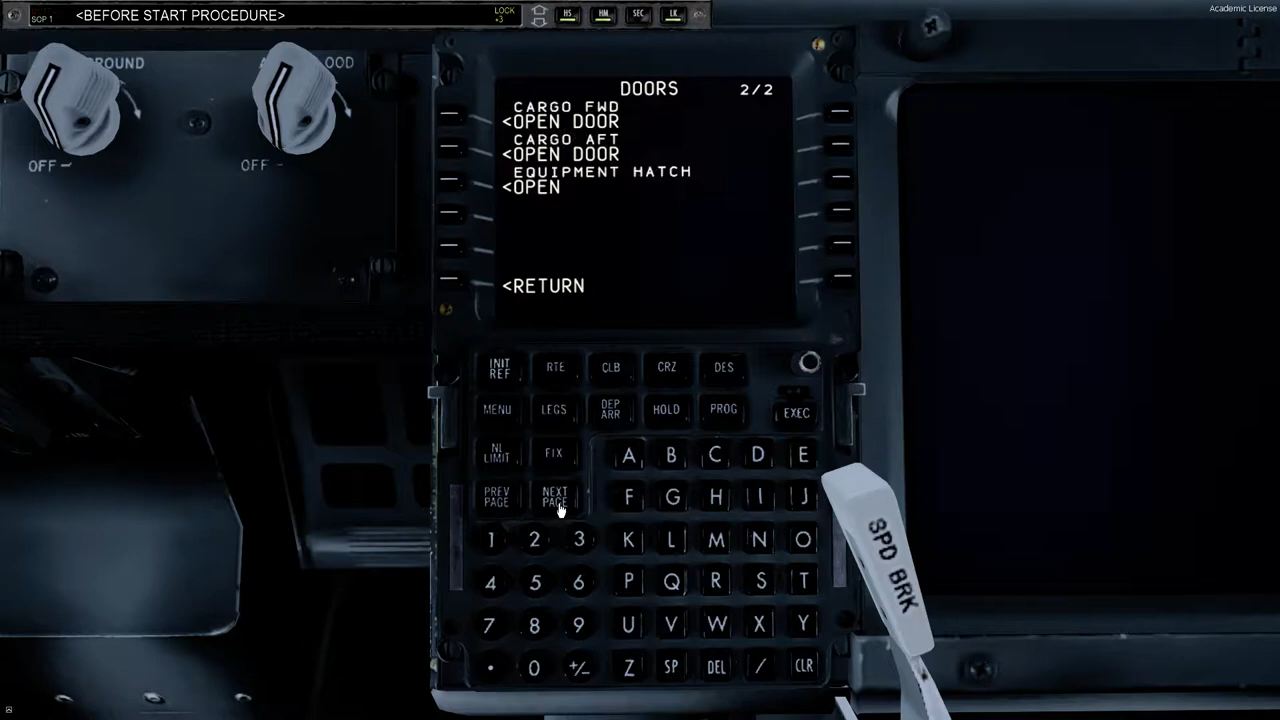 SOP 1 <BEFORE START PROCEDURE>
LOCK
+3
HS HM SEC LK
Academic License
OFF
OFF
DOORS 2/2
CARGO FWD
<OPEN DOOR
CARGO AFT
<OPEN DOOR
EQUIPMENT HATCH
<OPEN
<RETURN
INIT REF RTE CLB CRZ DES
MENU LEGS DEP ARR HOLD PROG EXEC
N1 LIMIT FIX A B C D E
PREV PAGE NEXT PAGE F G H I J
1 2 3 K L M N O
4 5 6 P Q R S T
7 8 9 U V W X Y
. 0 +/- Z SP DEL / CLR
SPD BRK